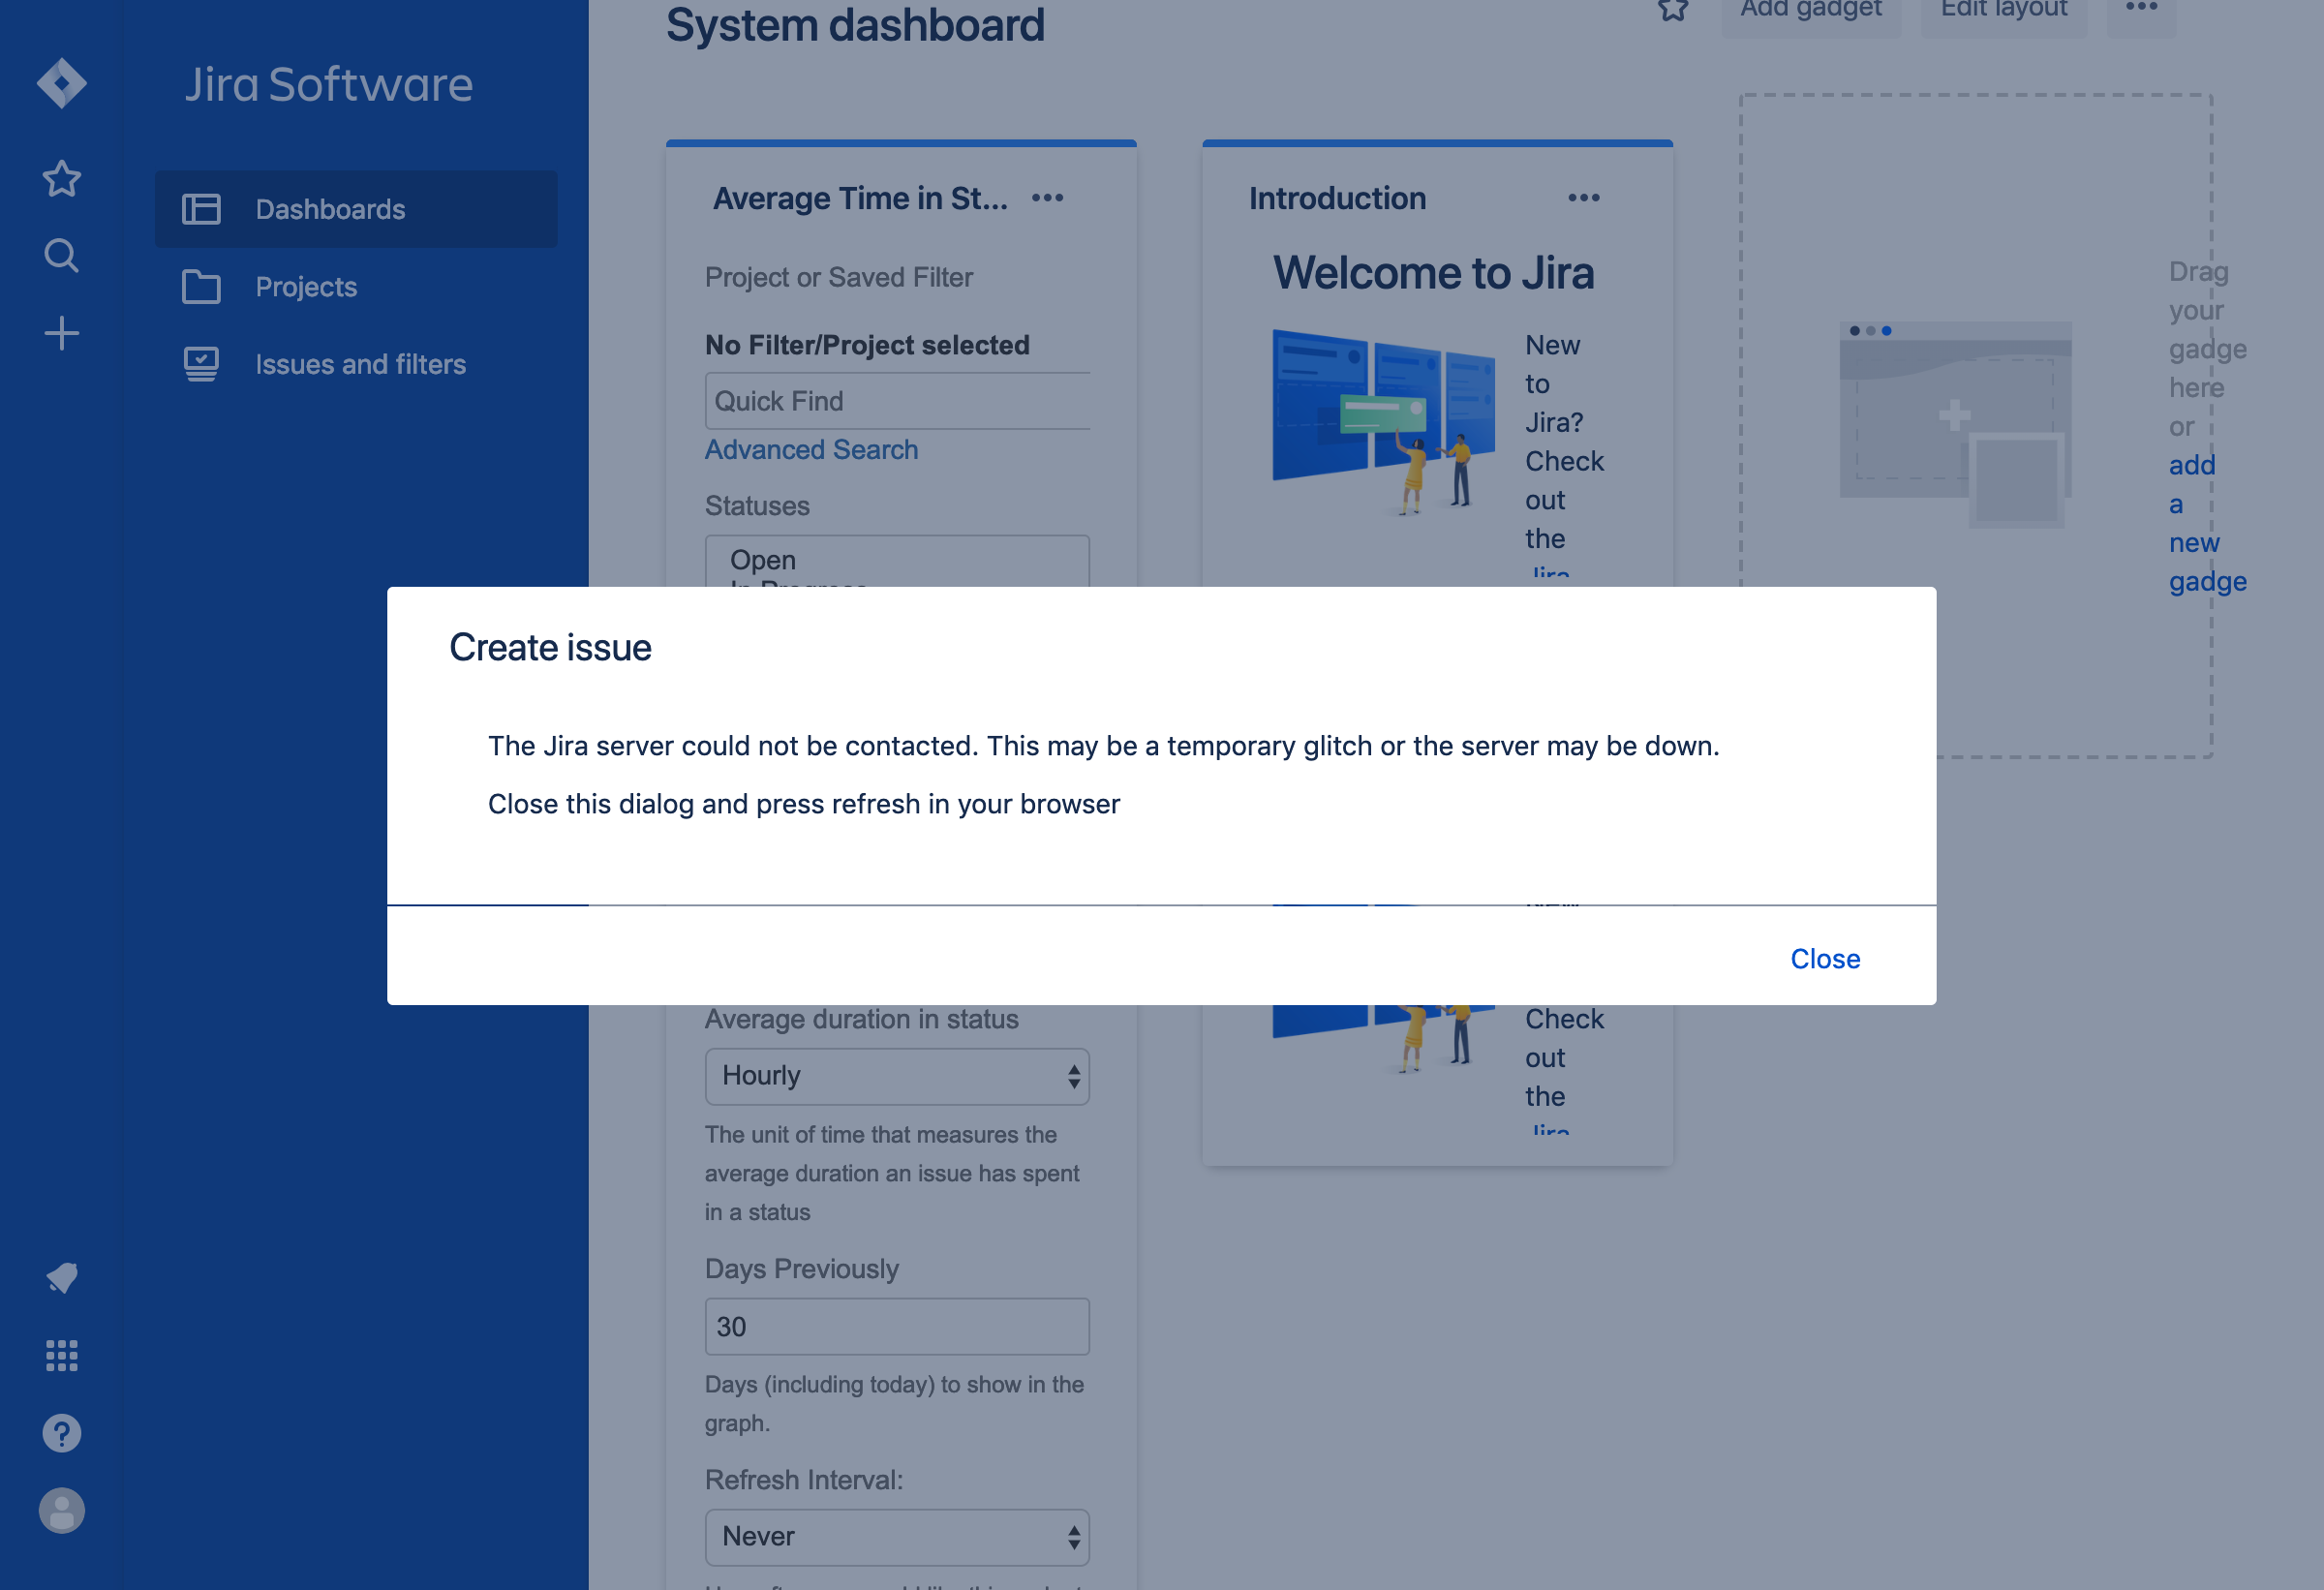 System dashboard
Add gadget
Edit layout
Jira Software
Dashboards
Projects
Issues and filters
Average Time in St...
Project or Saved Filter
No Filter/Project selected
Quick Find
Advanced Search
Statuses
Open
In Progress
Introduction
Welcome to Jira
New
to
Jira?
Check
out
the
Jira
Drag
your
gadge
here
or
add
a
new
gadge
Create issue
The Jira server could not be contacted. This may be a temporary glitch or the server may be down.
Close this dialog and press refresh in your browser
Close
Average duration in status
Hourly
The unit of time that measures the
average duration an issue has spent
in a status
Days Previously
30
Days (including today) to show in the
graph.
Refresh Interval:
Never
Check
out
the
Jira